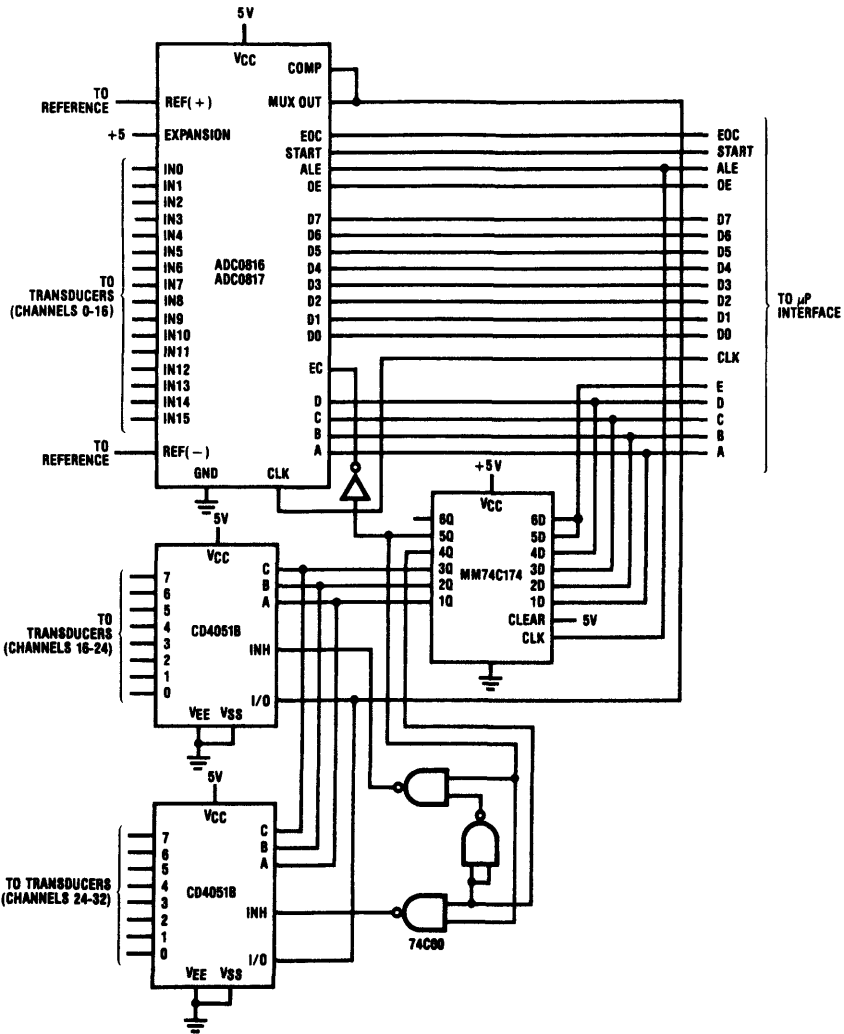 5V
VCC
COMP
TO
REFERENCE
REF(+)
MUX OUT
+5
EXPANSION
EOC
EOC
START
START
IN0
ALE
ALE
IN1
OE
OE
IN2
IN3
D7
D7
IN4
D6
D6
IN5
D5
D5
ADC0816
ADC0817
IN6
D4
D4
TO
TRANSDUCERS
(CHANNELS 0-16)
IN7
D3
D3
IN8
D2
D2
TO µP
INTERFACE
IN9
D1
D1
IN10
D0
D0
IN11
CLK
IN12
EC
IN13
E
IN14
D
D
IN15
C
C
B
B
TO
REFERENCE
REF(−)
A
A
GND
CLK
+5V
VCC
6Q
6D
5Q
5D
4Q
4D
3Q
3D
MM74C174
2Q
2D
1Q
1D
CLEAR
5V
CLK
5V
VCC
C
7
B
6
A
5
TO
TRANSDUCERS
(CHANNELS 16-24)
4
CD4051B
3
INH
2
1
0
I/O
VEE
VSS
5V
VCC
C
7
B
6
A
5
TO TRANSDUCERS
(CHANNELS 24-32)
4
CD4051B
3
INH
2
1
0
I/O
VEE
VSS
74C00